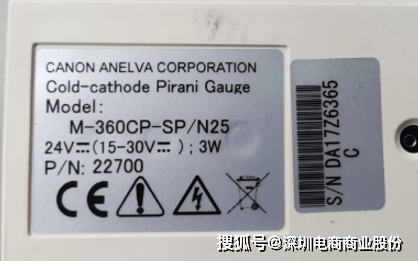 CANON ANELVA CORPORATION
Cold-cathode Pirani Gauge
Model:
M-360CP-SP/N25
24V⎓(15-30V⎓); 3W
P/N: 22700
CE
S/N DA17Z6365
C
搜狐号@深圳电商商业股份